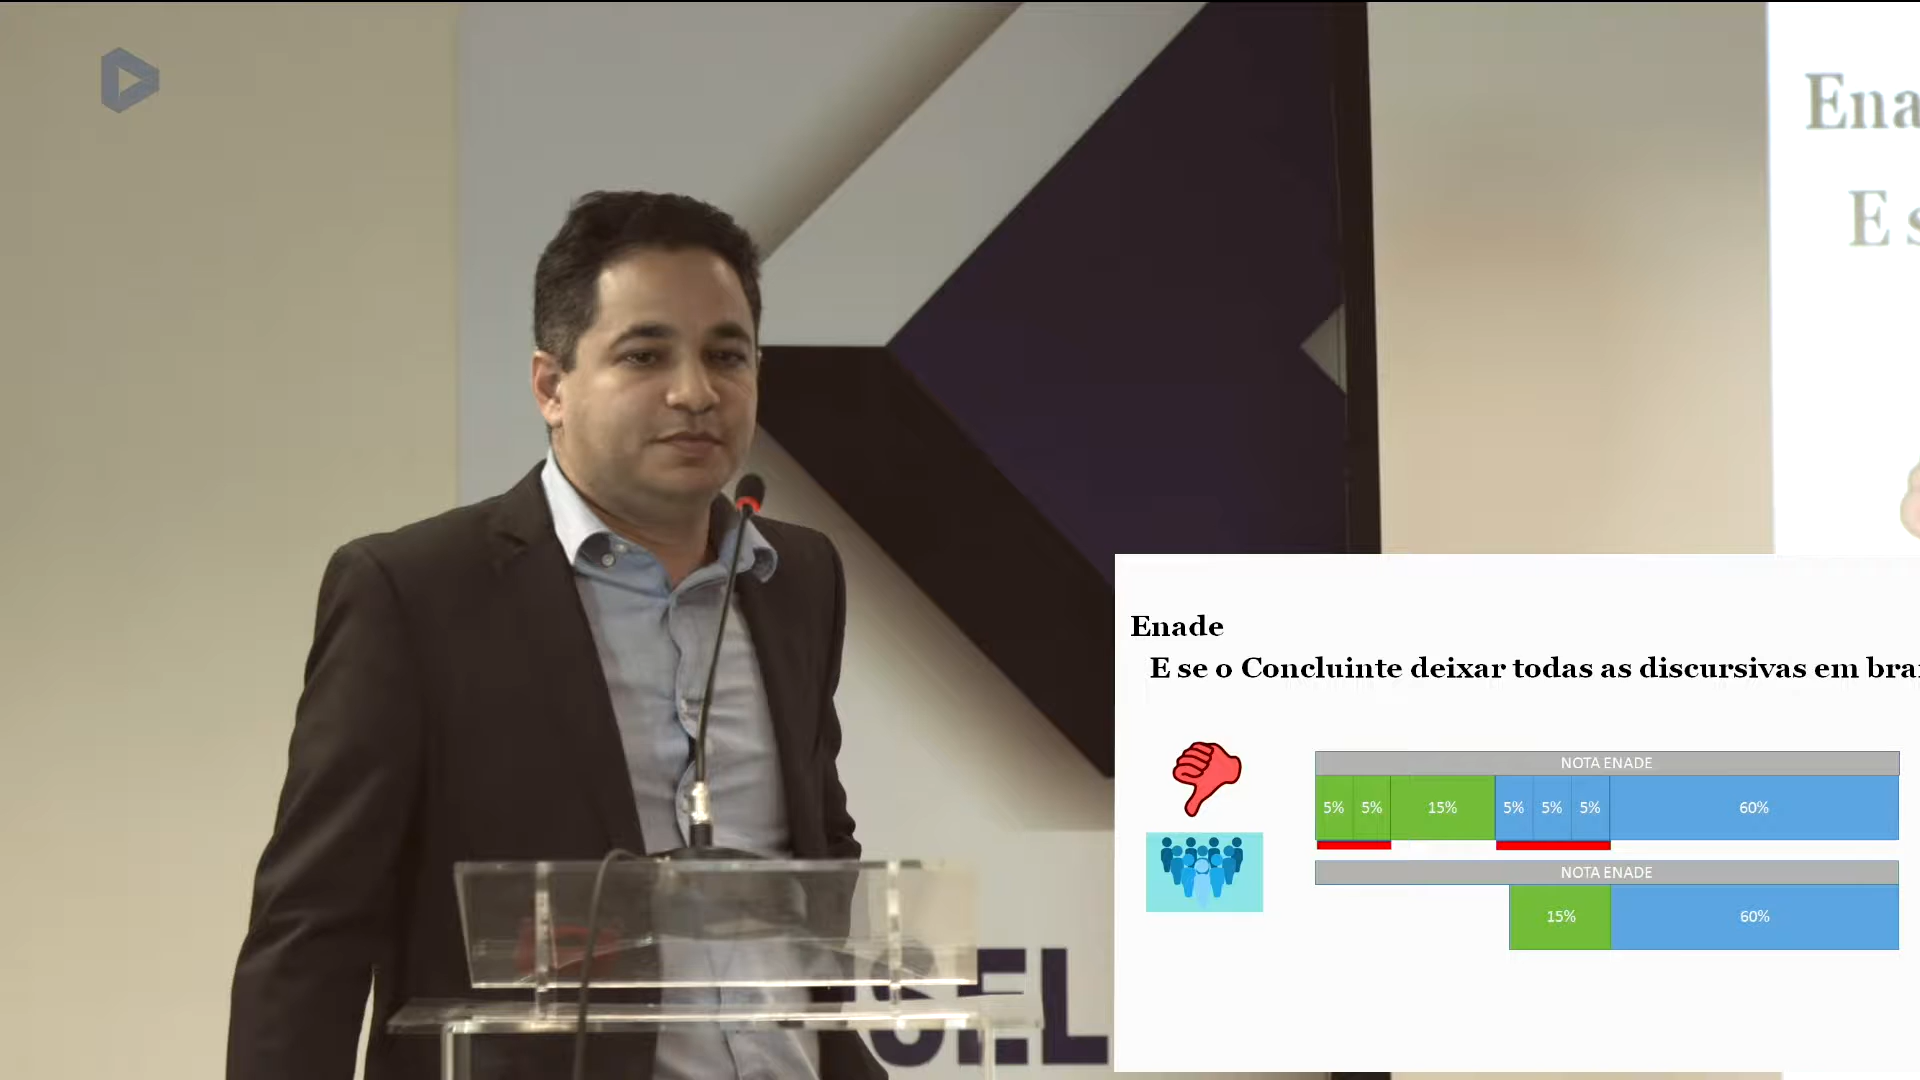 Ena
E s
Enade
E se o Concluinte deixar todas as discursivas em bra
NOTA ENADE
5% 5% 15% 5% 5% 5% 60%
NOTA ENADE
15% 60%
SEL